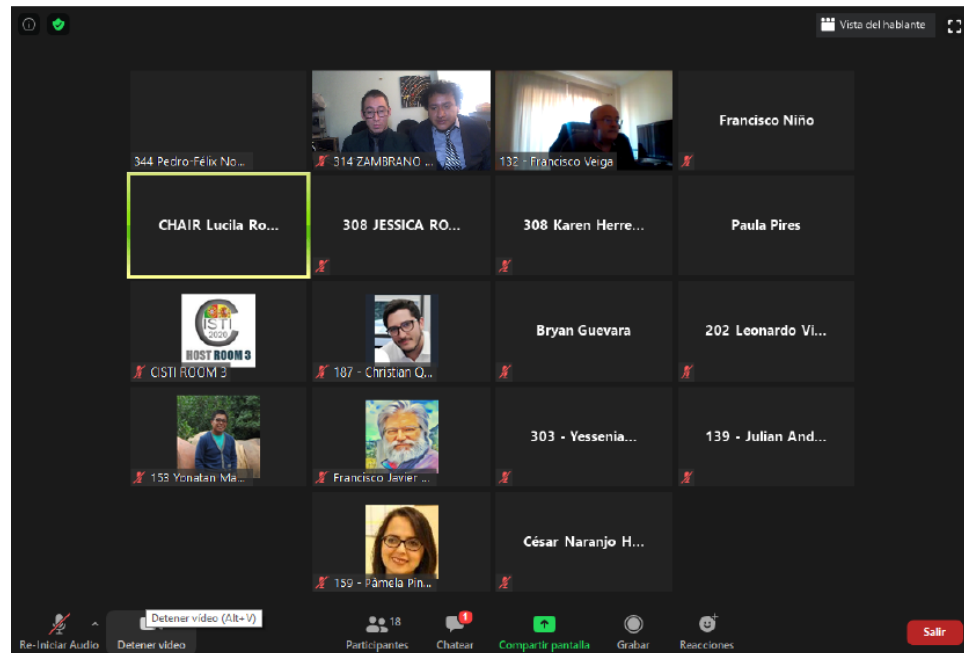 Vista del hablante
344 Pedro-Félix No...
314 ZAMBRANO ...
132 - Francisco Veiga
Francisco Niño
CHAIR Lucila Ro...
308 JESSICA RO...
308 Karen Herre...
Paula Pires
CISTI
2020
HOST ROOM 3
CISTI ROOM 3
187 - Christian Q...
Bryan Guevara
202 Leonardo Vi...
153 Yonatan Ma...
Francisco Javier ...
303 - Yessenia...
139 - Julian And...
159 - Pâmela Pin...
César Naranjo H...
Detener vídeo (Alt+V)
18
1
Re-Iniciar Audio
Detener video
Participantes
Chatear
Compartir pantalla
Grabar
Reacciones
Salir